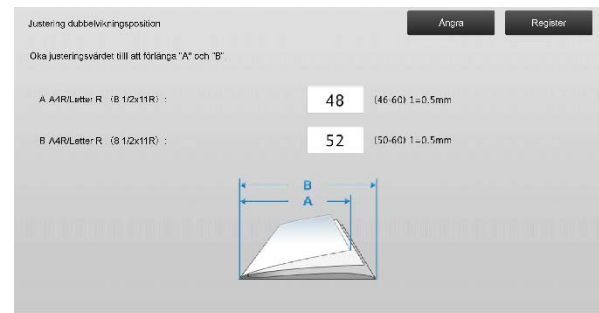 Justering dubbelvikningsposition
Ångra
Register
Öka justeringsvärdet tilll att förlänga "A" och "B".
A A4R/Letter R (8 1/2x11R) :
48
(46-60) 1=0.5mm
B A4R/Letter R (8 1/2x11R) :
52
(50-60) 1=0.5mm
B
A